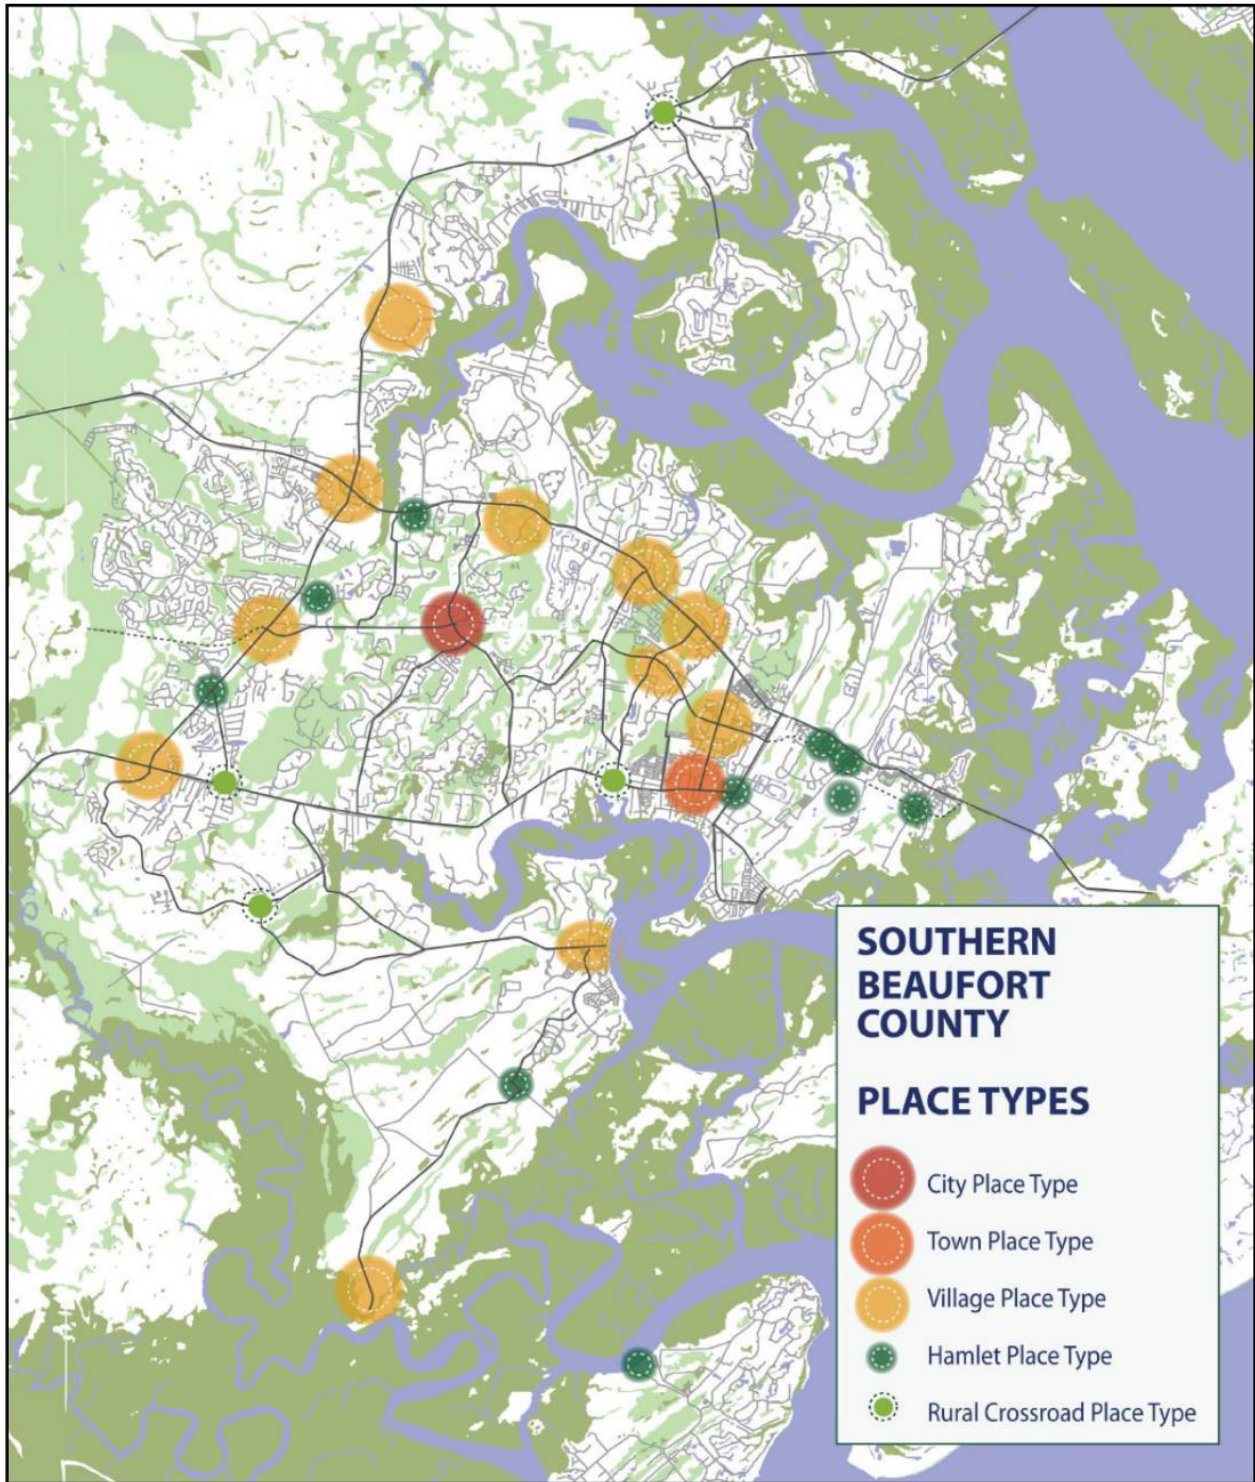 SOUTHERN
BEAUFORT
COUNTY
PLACE TYPES
City Place Type
Town Place Type
Village Place Type
Hamlet Place Type
Rural Crossroad Place Type